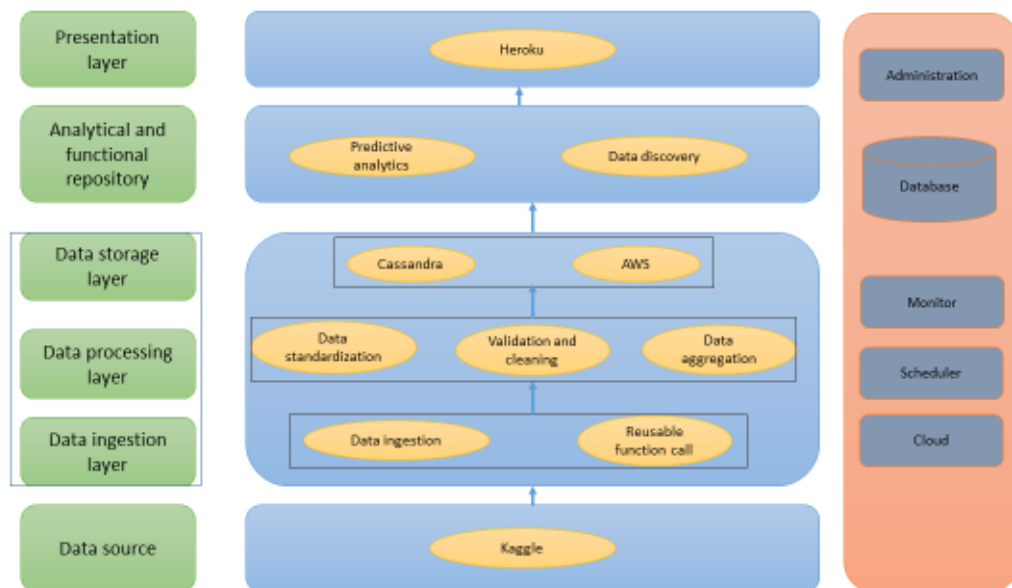 Presentation
layer
Heroku
Administration
Analytical and
functional
repository
Predictive
analytics
Data discovery
Database
Data storage
layer
Cassandra
AWS
Monitor
Data processing
layer
Data
standardization
Validation and
cleaning
Data
aggregation
Scheduler
Data ingestion
layer
Data ingestion
Reusable
function call
Cloud
Data source
Kaggle